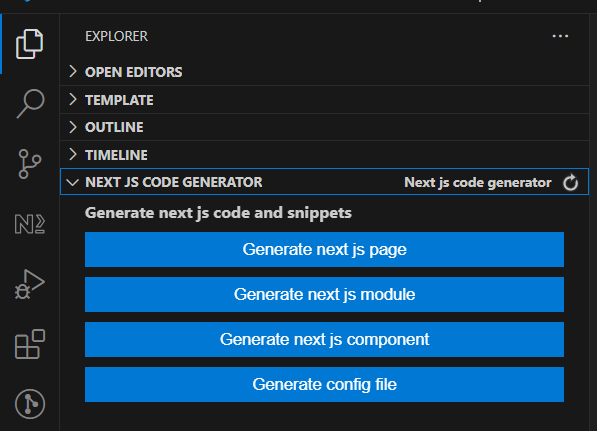 EXPLORER
OPEN EDITORS
TEMPLATE
OUTLINE
TIMELINE
NEXT JS CODE GENERATOR Next js code generator
Generate next js code and snippets
Generate next js page
Generate next js module
Generate next js component
Generate config file